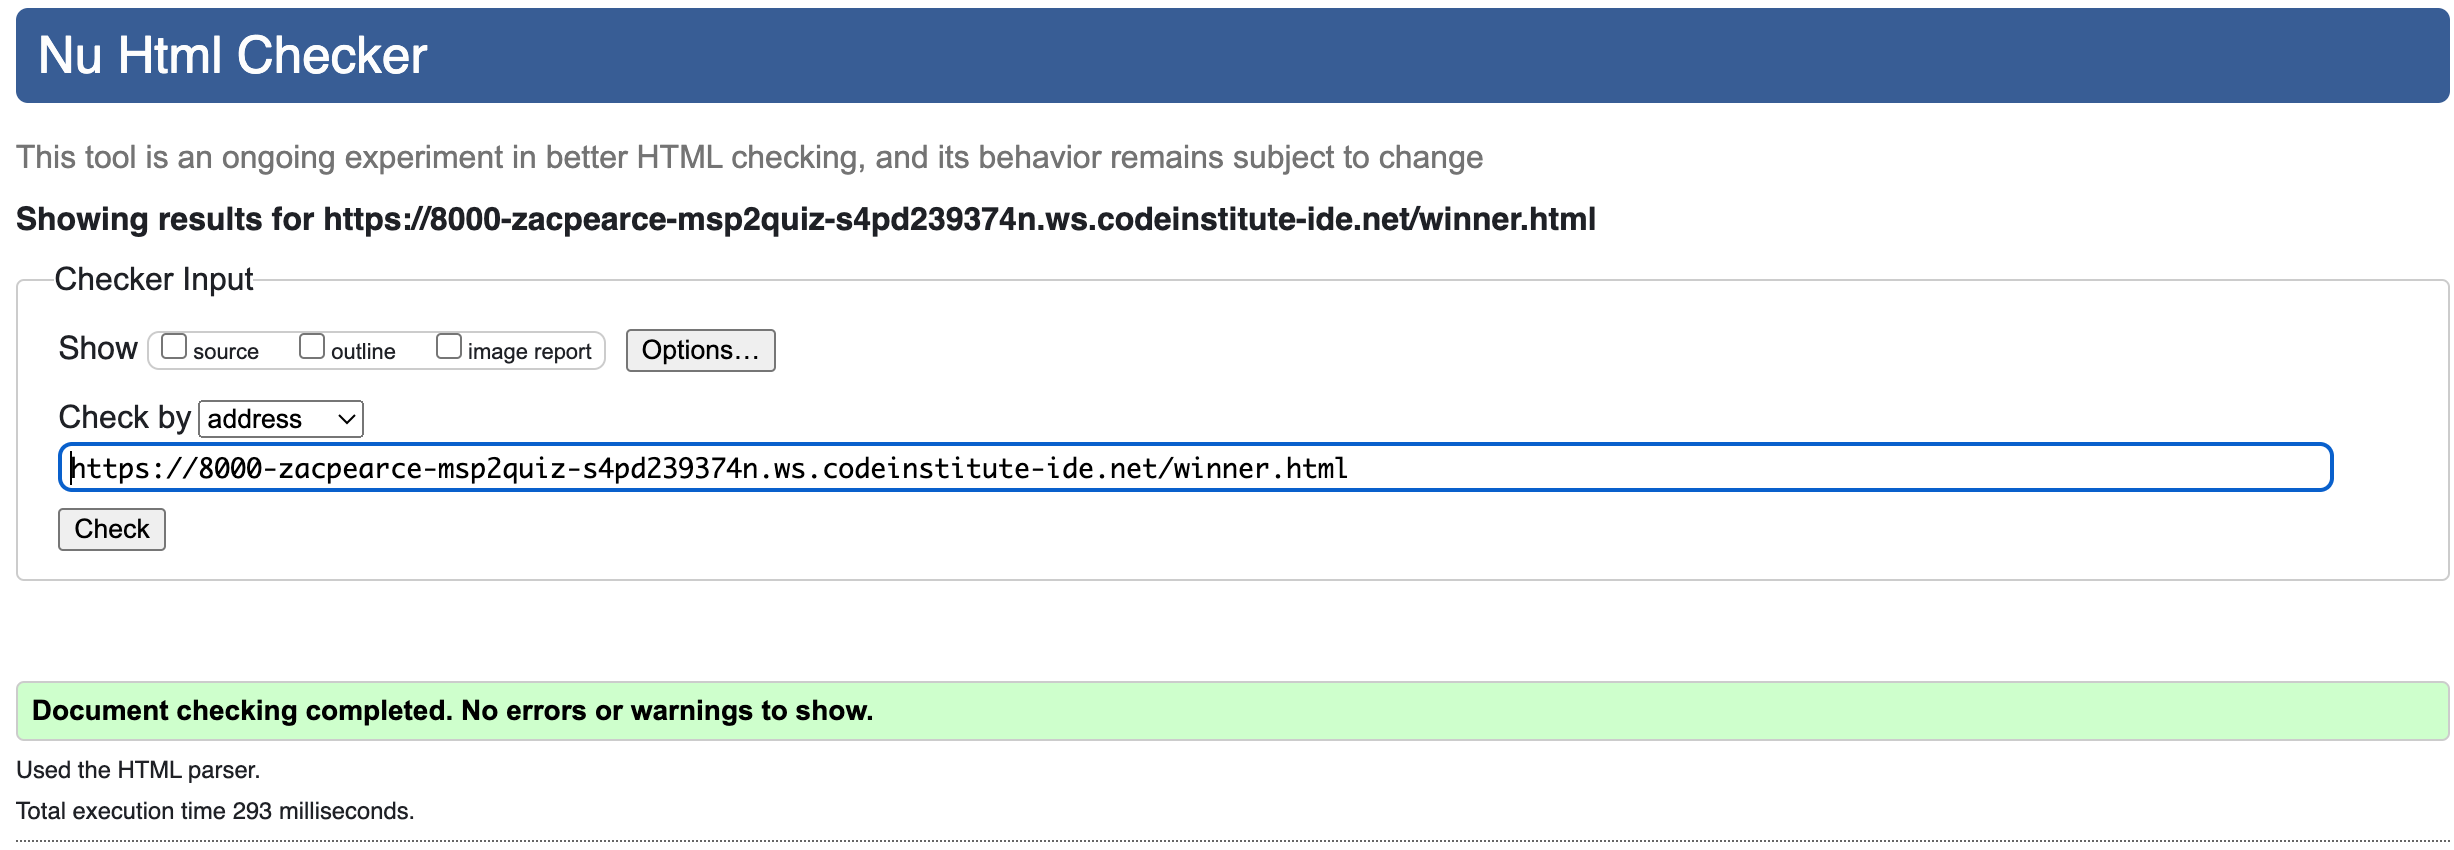 Nu Html Checker
This tool is an ongoing experiment in better HTML checking, and its behavior remains subject to change
Showing results for https://8000-zacpearce-msp2quiz-s4pd239374n.ws.codeinstitute-ide.net/winner.html
Checker Input
Show source outline image report Options...
Check by address
https://8000-zacpearce-msp2quiz-s4pd239374n.ws.codeinstitute-ide.net/winner.html
Check
Document checking completed. No errors or warnings to show.
Used the HTML parser.
Total execution time 293 milliseconds.